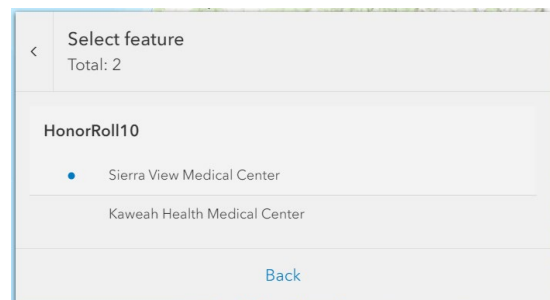 Select feature
Total: 2
HonorRoll10
Sierra View Medical Center
Kaweah Health Medical Center
Back